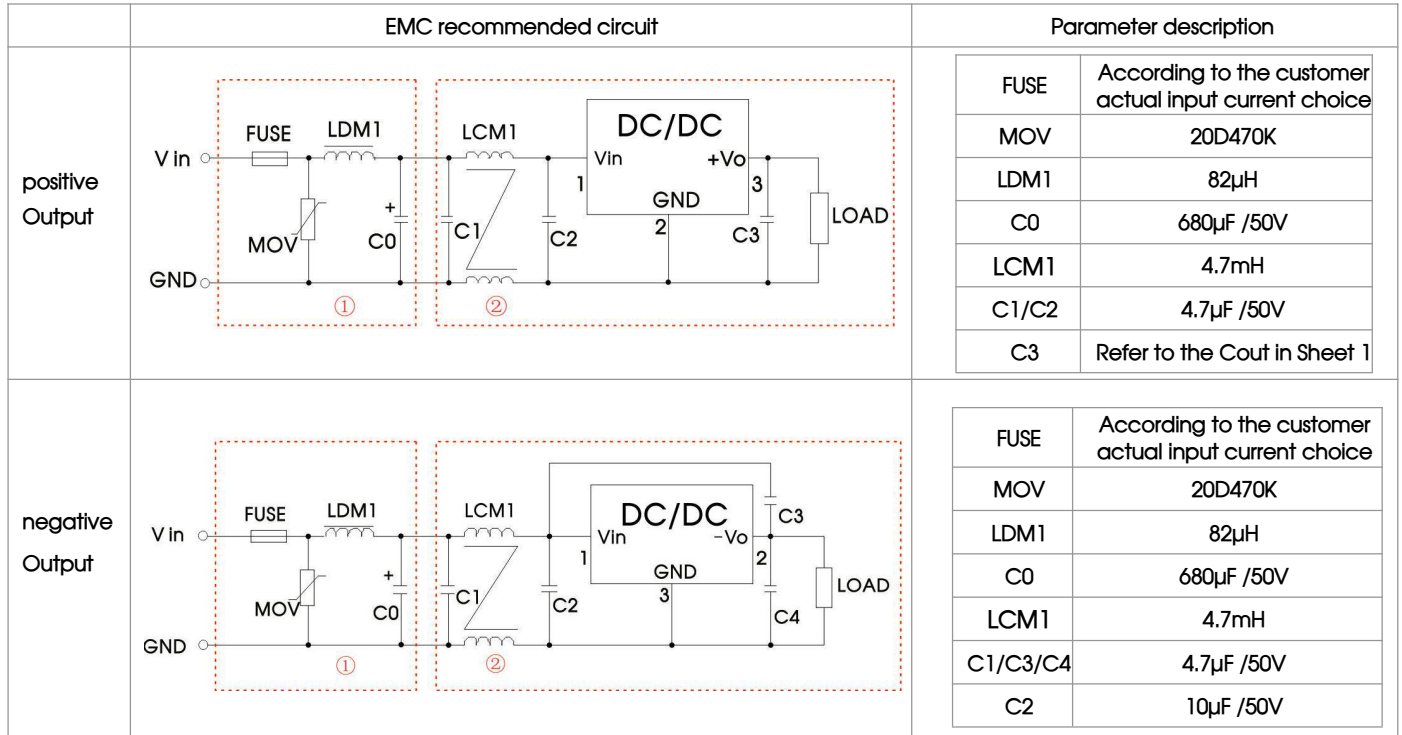 EMC recommended circuit
Parameter description
positive
Output
V in
FUSE
LDM1
MOV
+
C0
GND
①
LCM1
C1
C2
②
DC/DC
Vin
+Vo
1
GND
2
3
C3
LOAD
FUSE
According to the customer
actual input current choice
MOV
20D470K
LDM1
82µH
C0
680µF /50V
LCM1
4.7mH
C1/C2
4.7µF /50V
C3
Refer to the Cout in Sheet 1
negative
Output
V in
FUSE
LDM1
MOV
+
C0
GND
①
LCM1
C1
C2
②
DC/DC
Vin
-Vo
1
GND
3
2
C3
C4
LOAD
FUSE
According to the customer
actual input current choice
MOV
20D470K
LDM1
82µH
C0
680µF /50V
LCM1
4.7mH
C1/C3/C4
4.7µF /50V
C2
10µF /50V